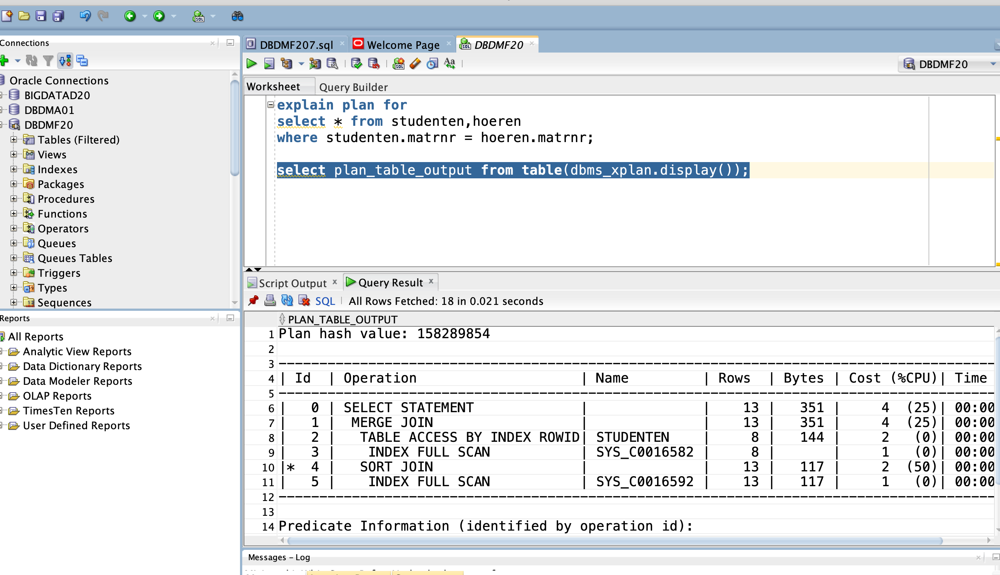 Connections
Oracle Connections
BIGDATAD20
DBDMA01
DBDMF20
Tables (Filtered)
Views
Indexes
Packages
Procedures
Functions
Operators
Queues
Queues Tables
Triggers
Types
Sequences
Reports
All Reports
Analytic View Reports
Data Dictionary Reports
Data Modeler Reports
OLAP Reports
TimesTen Reports
User Defined Reports
DBDMF207.sql Welcome Page DBDMF20
DBDMF20
Worksheet Query Builder
explain plan for
select * from studenten,hoeren
where studenten.matrnr = hoeren.matrnr;
select plan_table_output from table(dbms_xplan.display());
Script Output Query Result
SQL | All Rows Fetched: 18 in 0.021 seconds
PLAN_TABLE_OUTPUT
1 Plan hash value: 158289854
2
3 ----------------------------------------------------------------------------------------
4 | Id | Operation | Name | Rows | Bytes | Cost (%CPU)| Time
5 ----------------------------------------------------------------------------------------
6 | 0 | SELECT STATEMENT | | 13 | 351 | 4 (25)| 00:00
7 | 1 | MERGE JOIN | | 13 | 351 | 4 (25)| 00:00
8 | 2 | TABLE ACCESS BY INDEX ROWID| STUDENTEN | 8 | 144 | 2 (0)| 00:00
9 | 3 | INDEX FULL SCAN | SYS_C0016582 | 8 | | 1 (0)| 00:00
10 |* 4 | SORT JOIN | | 13 | 117 | 2 (50)| 00:00
11 | 5 | INDEX FULL SCAN | SYS_C0016592 | 13 | 117 | 1 (0)| 00:00
12 ----------------------------------------------------------------------------------------
13
14 Predicate Information (identified by operation id):
Messages - Log